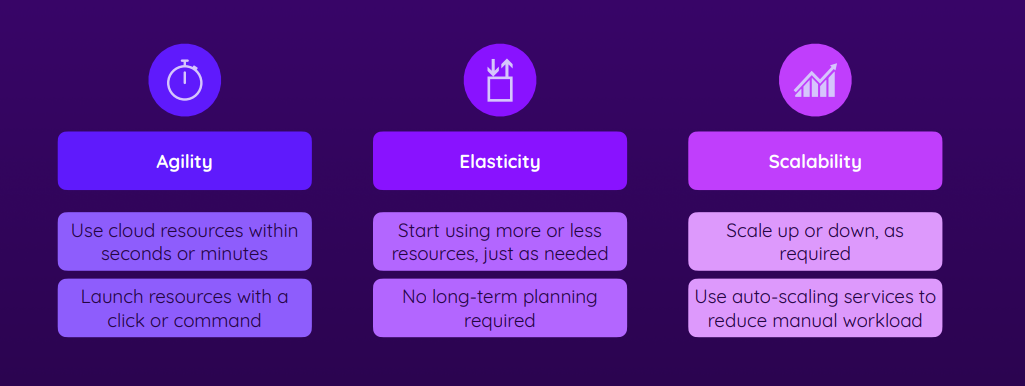 Agility
Use cloud resources within
seconds or minutes
Launch resources with a
click or command
Elasticity
Start using more or less
resources, just as needed
No long-term planning
required
Scalability
Scale up or down, as
required
Use auto-scaling services to
reduce manual workload